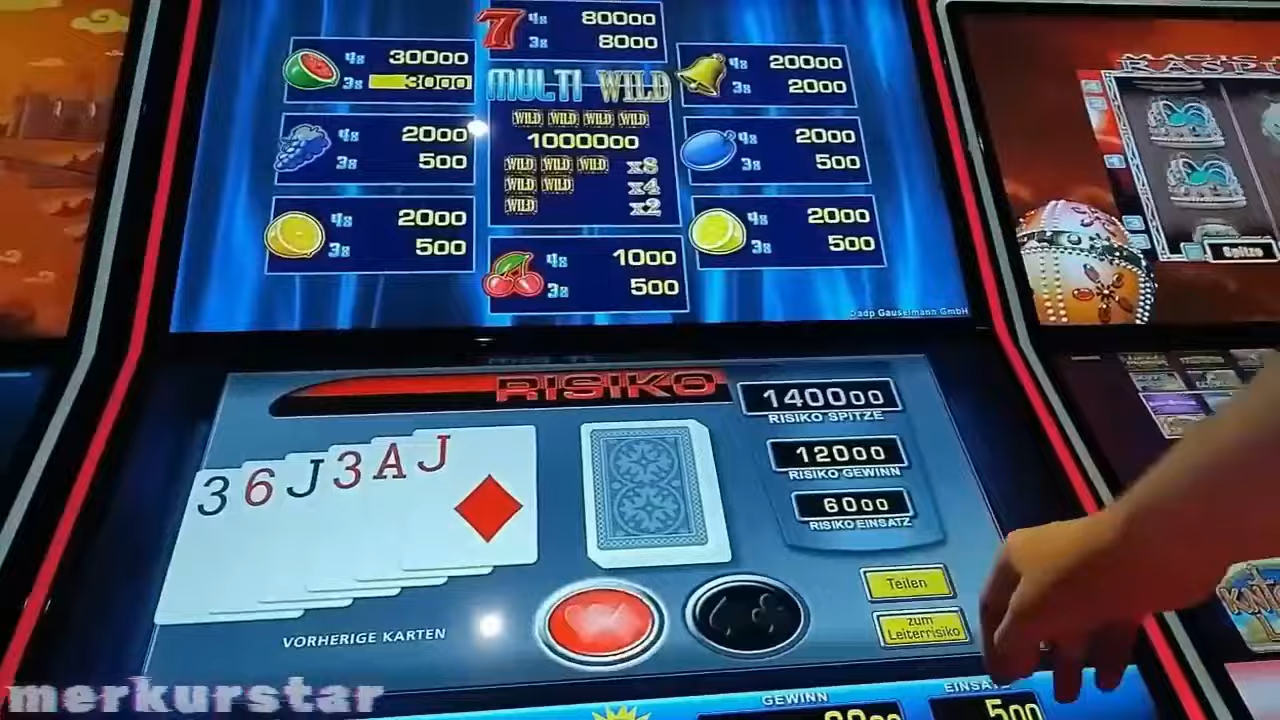 7 4x 80000
3x 8000
4x 30000
3x 3000
MULTI WILD
4x 20000
3x 2000
WILD WILD WILD WILD
1000000
4x 2000
3x 500
WILD WILD WILD x8
WILD WILD x4
WILD x2
4x 2000
3x 500
4x 2000
3x 500
4x 1000
3x 500
4x 2000
3x 500
adp Gauselmann GmbH
Spitze
RISIKO
140000
RISIKO SPITZE
12000
RISIKO GEWINN
6000
RISIKO EINSATZ
3 6 J 3 A J
VORHERIGE KARTEN
Teilen
zum
Leiterrisiko
merkurstar
GEWINN
EINSATZ
500